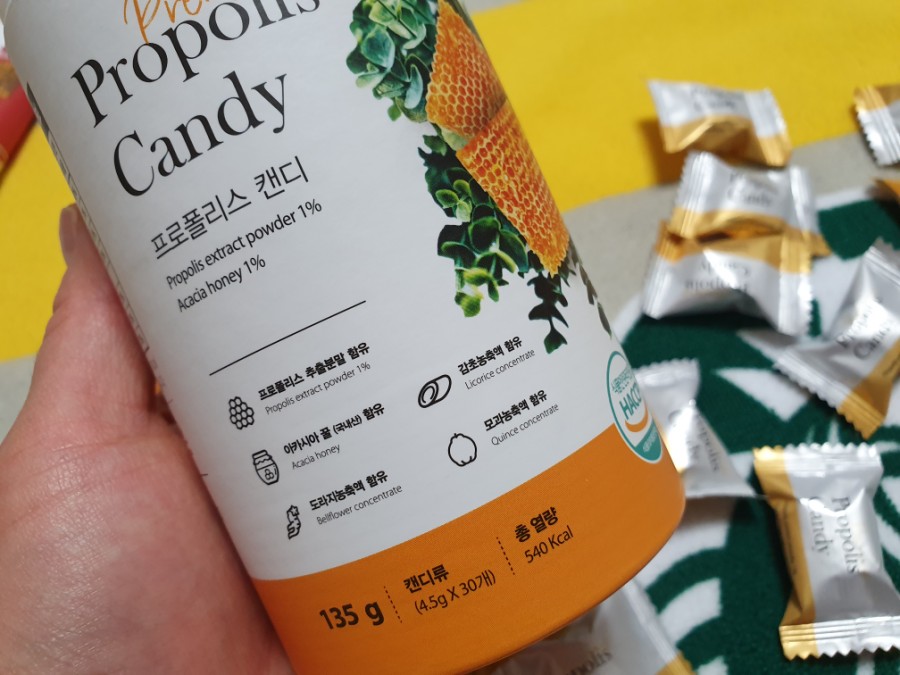 Propolis
Candy
프로폴리스 캔디
Propolis extract powder 1%
Acacia honey 1%
프로폴리스 추출분말 함유
Propolis extract powder 1%
아카시아 꿀 (국내산) 함유
Acacia honey
도라지농축액 함유
Bellflower concentrate
감초농축액 함유
Licorice concentrate
모과농축액 함유
Quince concentrate
135 g
캔디류
(4.5g X 30개)
총 열량
540 Kcal
Propolis
Candy